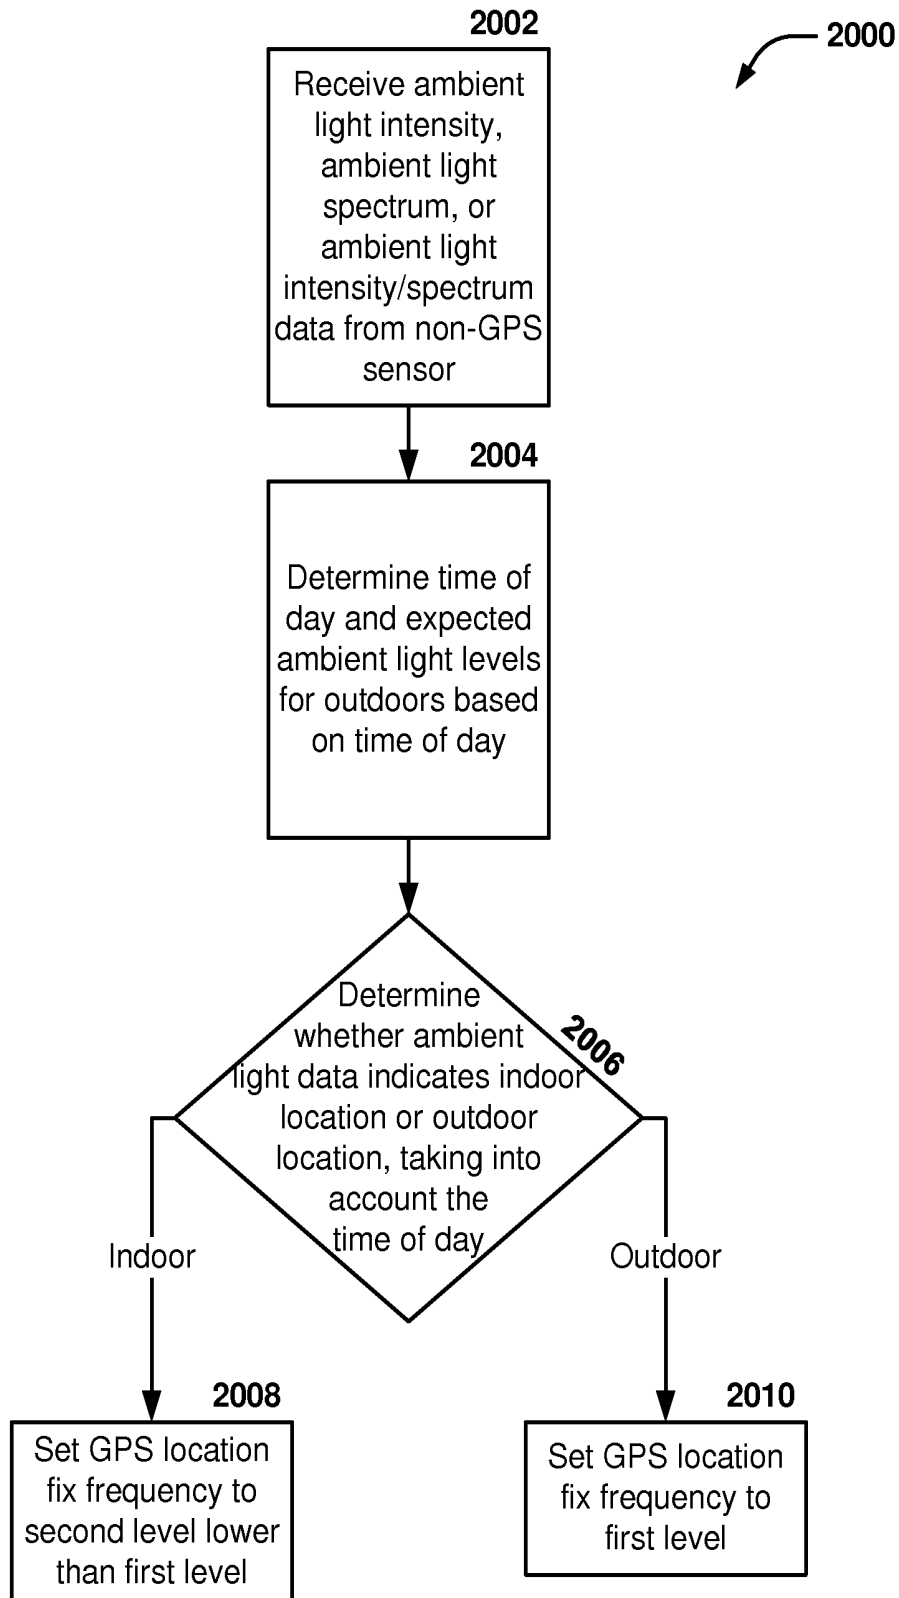 2002
2000
Receive ambient
light intensity,
ambient light
spectrum, or
ambient light
intensity/spectrum
data from non-GPS
sensor
2004
Determine time of
day and expected
ambient light levels
for outdoors based
on time of day
2006
Determine
whether ambient
light data indicates indoor
location or outdoor
location, taking into
account the
time of day
Indoor
Outdoor
2008
Set GPS location
fix frequency to
second level lower
than first level
2010
Set GPS location
fix frequency to
first level